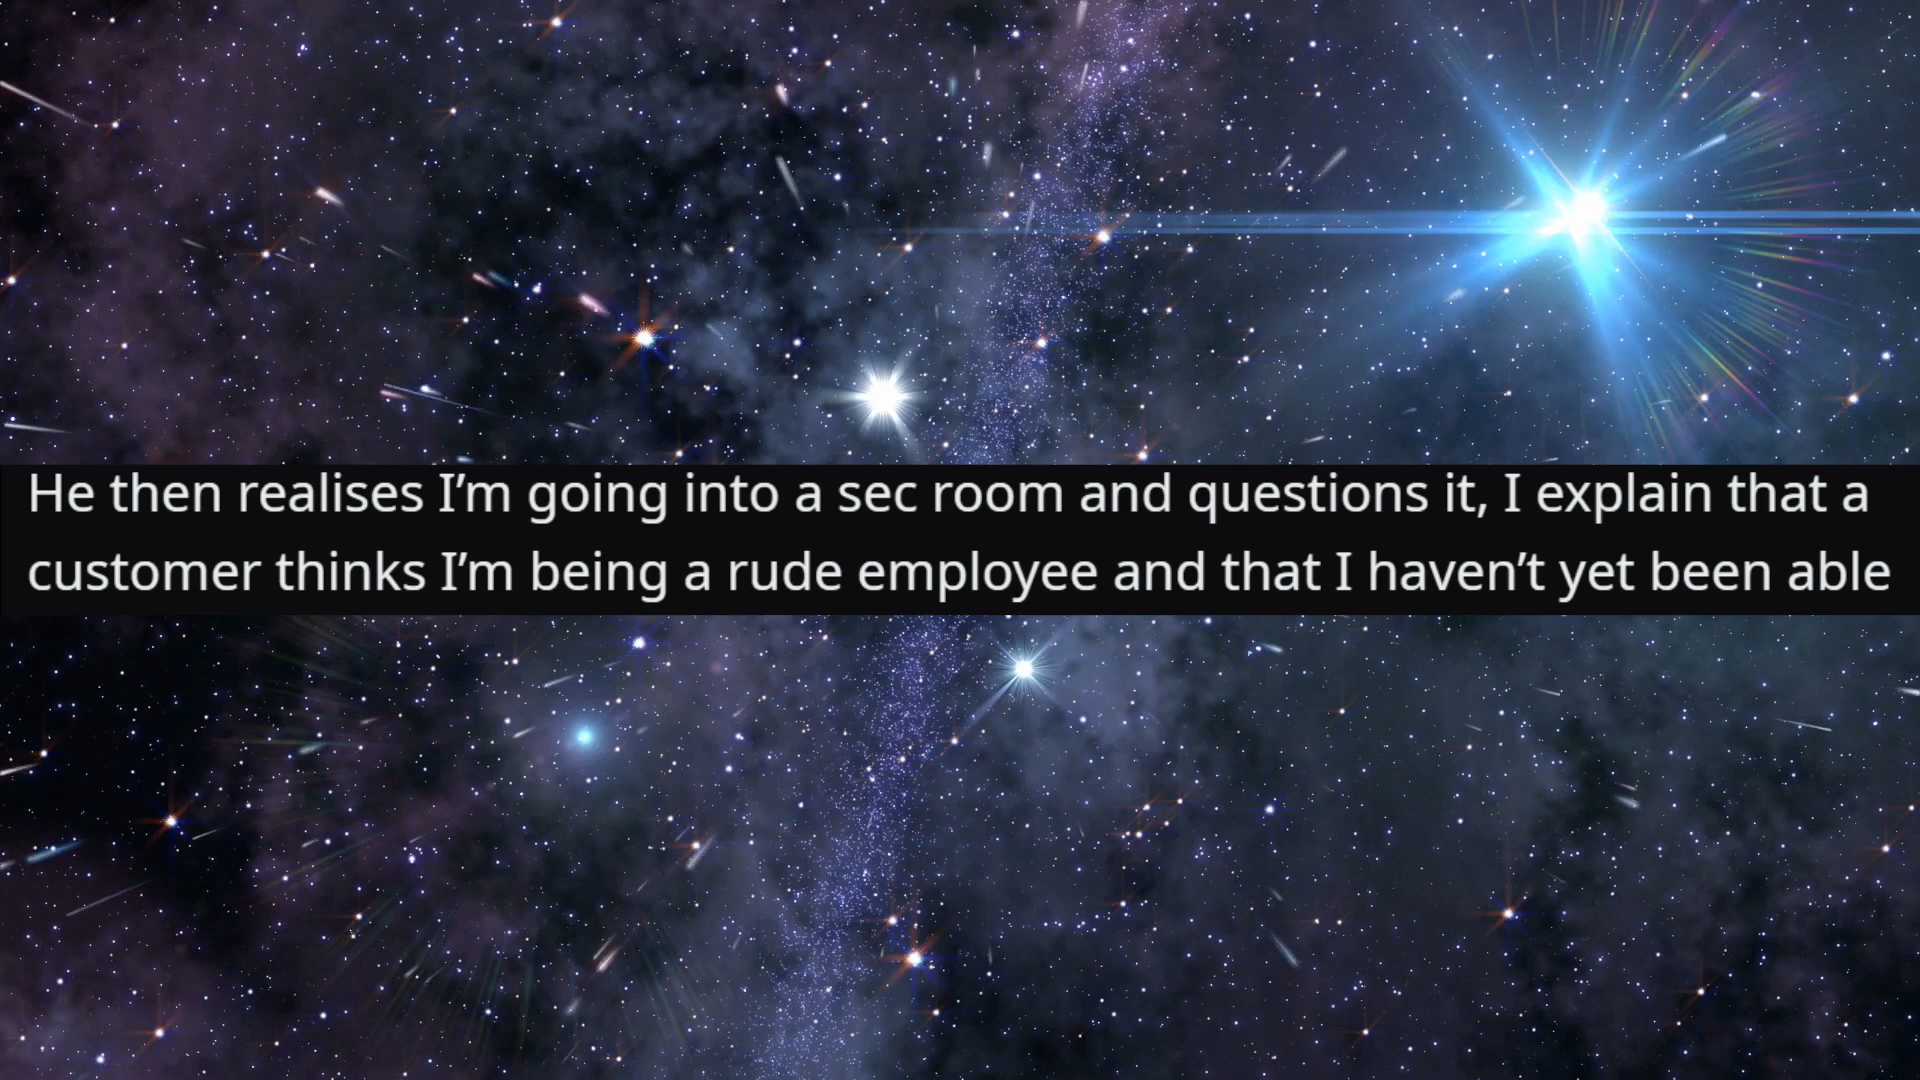 He then realises I’m going into a sec room and questions it, I explain that a
customer thinks I’m being a rude employee and that I haven’t yet been able